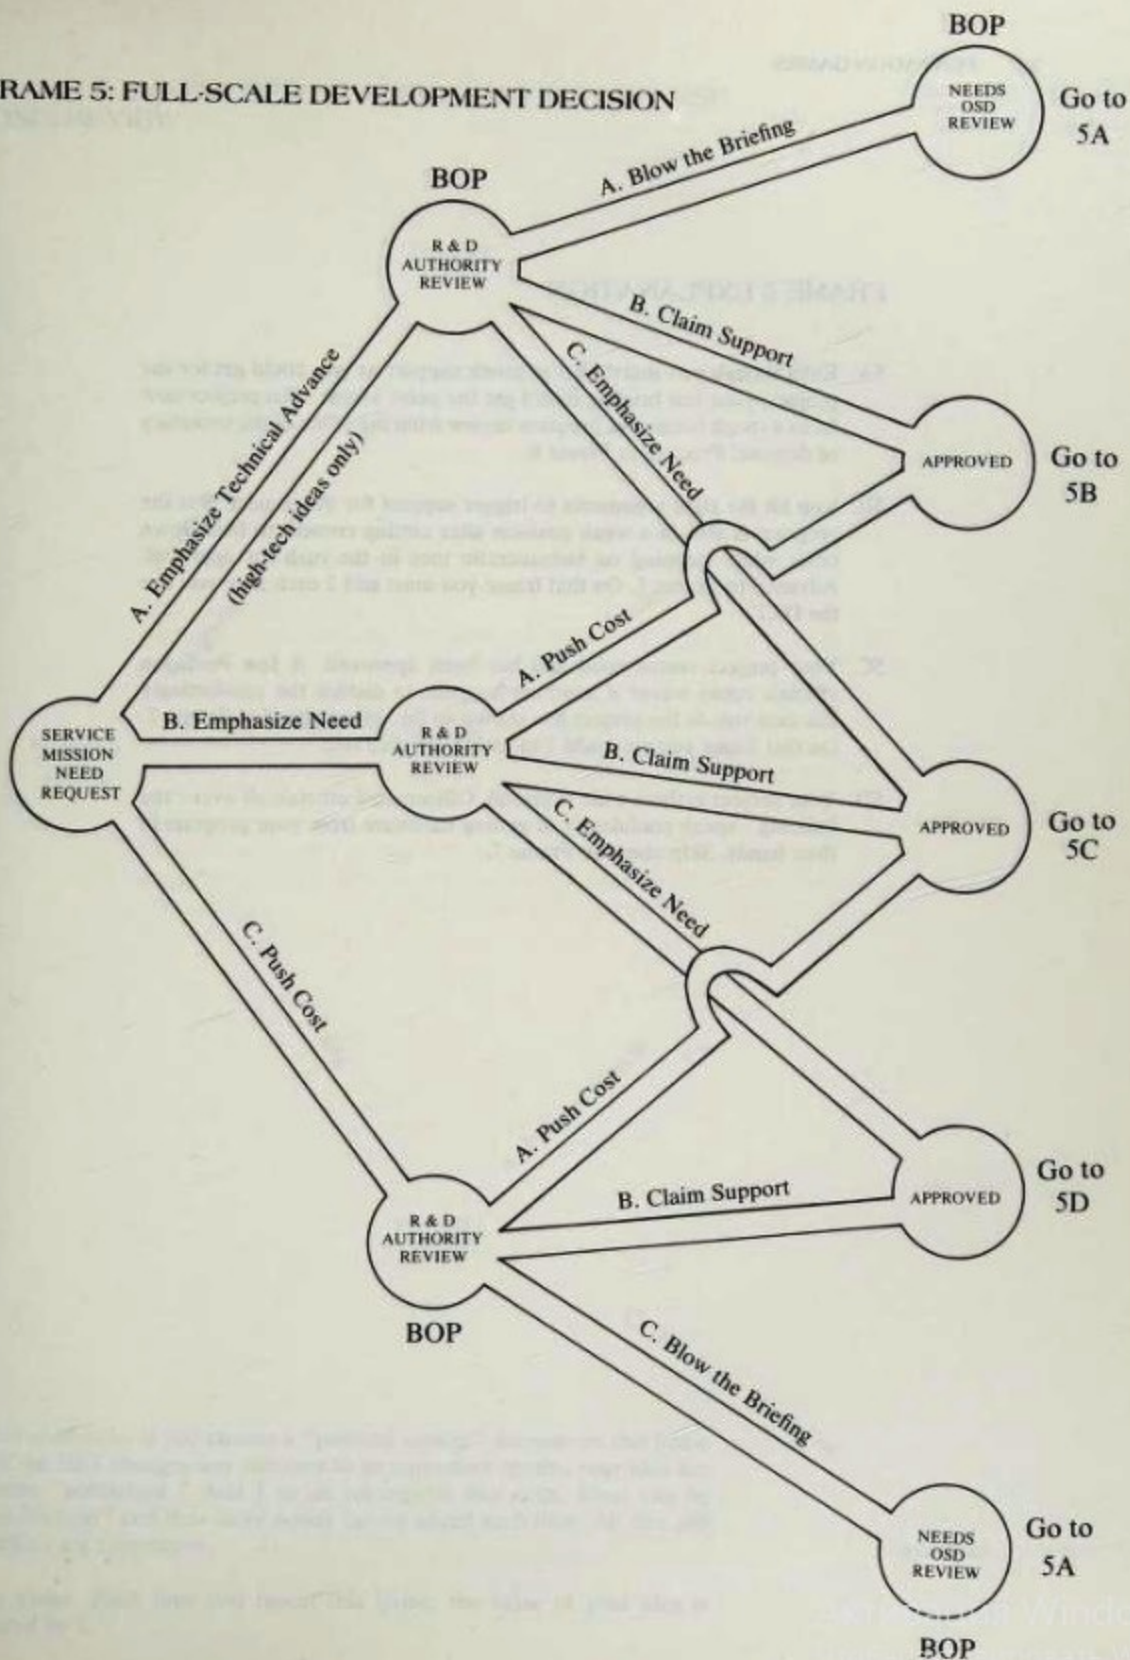 RAME 5: FULL-SCALE DEVELOPMENT DECISION
BOP
NEEDS
OSD
REVIEW
Go to
5A
A. Blow the Briefing
BOP
R & D
AUTHORITY
REVIEW
B. Claim Support
C. Emphasize Need
A. Emphasize Technical Advance
(high-tech ideas only)
APPROVED
Go to
5B
A. Push Cost
SERVICE
MISSION
NEED
REQUEST
B. Emphasize Need
R & D
AUTHORITY
REVIEW
B. Claim Support
C. Emphasize Need
APPROVED
Go to
5C
C. Push Cost
A. Push Cost
R & D
AUTHORITY
REVIEW
BOP
B. Claim Support
APPROVED
Go to
5D
C. Blow the Briefing
NEEDS
OSD
REVIEW
Go to
5A
BOP